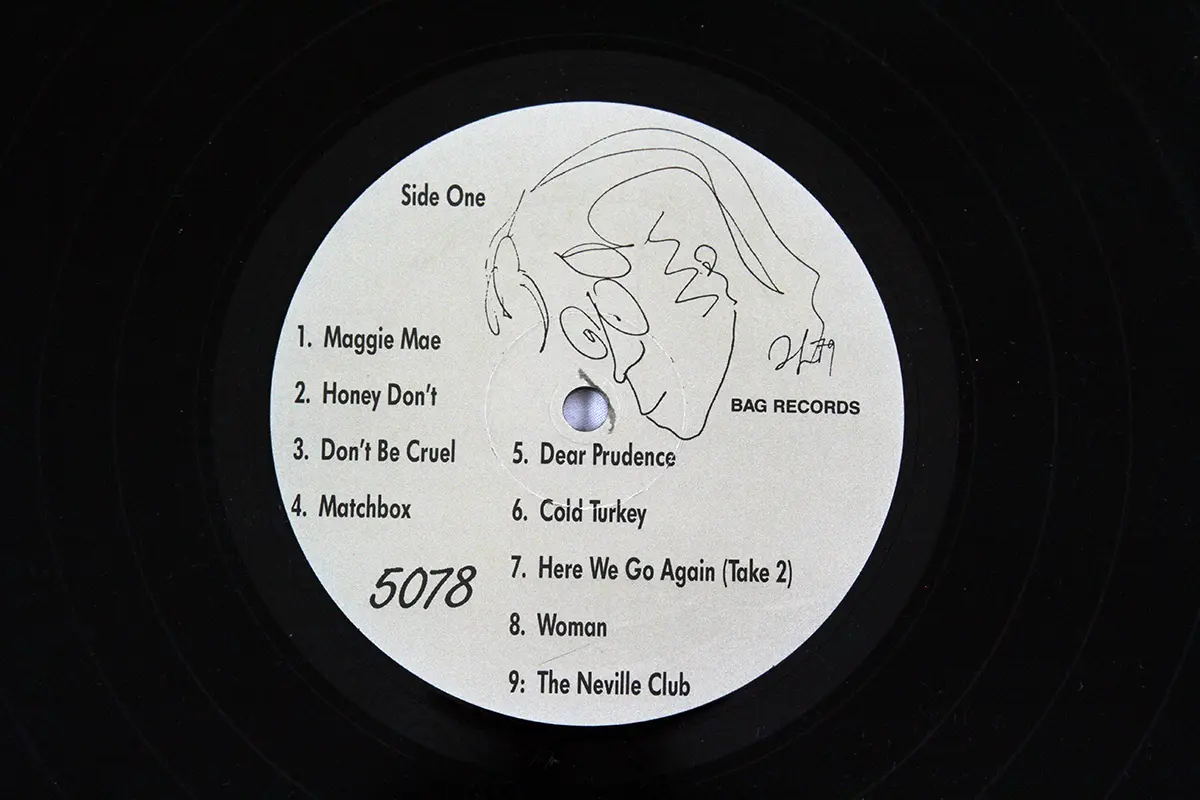 Side One
1. Maggie Mae
2. Honey Don't
3. Don't Be Cruel
4. Matchbox
5. Dear Prudence
6. Cold Turkey
7. Here We Go Again (Take 2)
8. Woman
9: The Neville Club
5078
BAG RECORDS